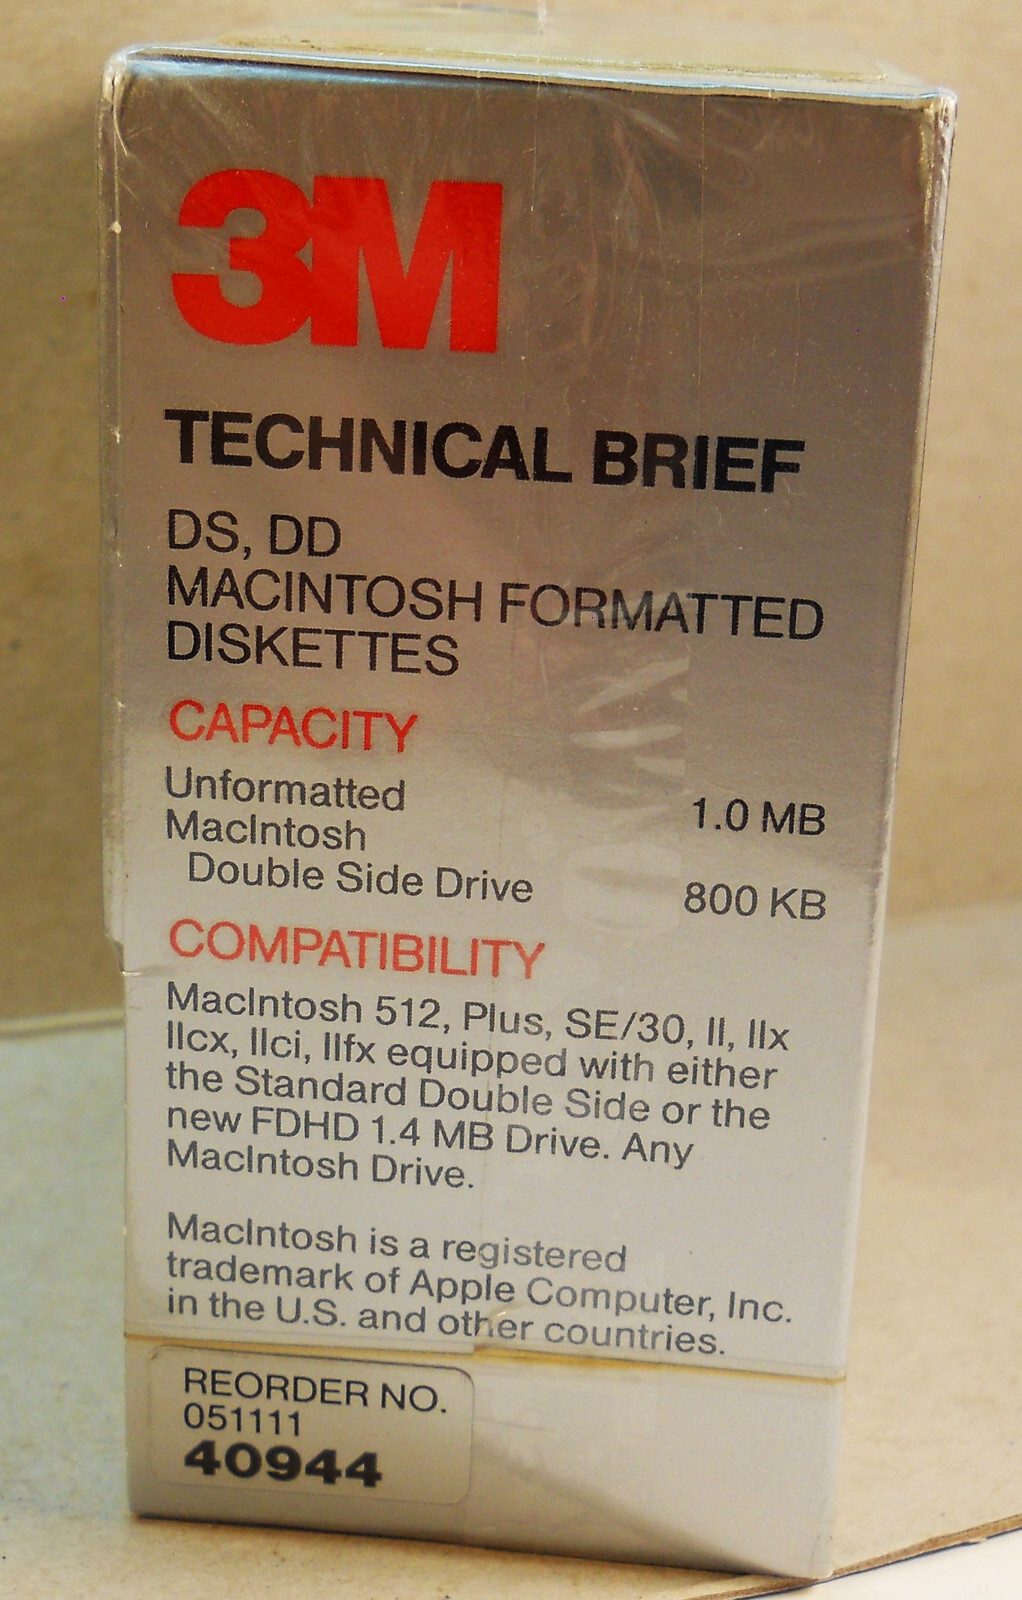 3M
TECHNICAL BRIEF
DS, DD
MACINTOSH FORMATTED
DISKETTES
CAPACITY
Unformatted 1.0 MB
MacIntosh
Double Side Drive 800 KB
COMPATIBILITY
MacIntosh 512, Plus, SE/30, II, IIx
IIcx, IIci, IIfx equipped with either
the Standard Double Side or the
new FDHD 1.4 MB Drive. Any
MacIntosh Drive.
MacIntosh is a registered
trademark of Apple Computer, Inc.
in the U.S. and other countries.
REORDER NO.
051111
40944